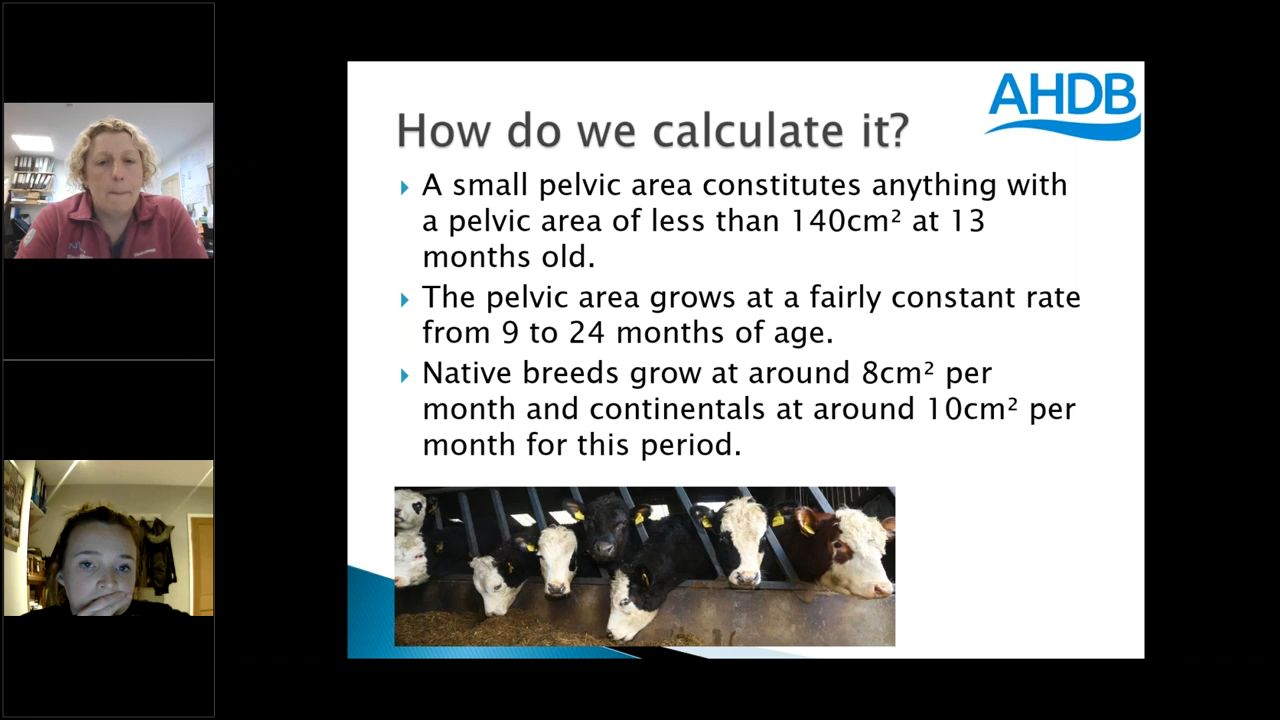 AHDB
How do we calculate it?
A small pelvic area constitutes anything with
a pelvic area of less than 140cm² at 13
months old.
The pelvic area grows at a fairly constant rate
from 9 to 24 months of age.
Native breeds grow at around 8cm² per
month and continentals at around 10cm² per
month for this period.